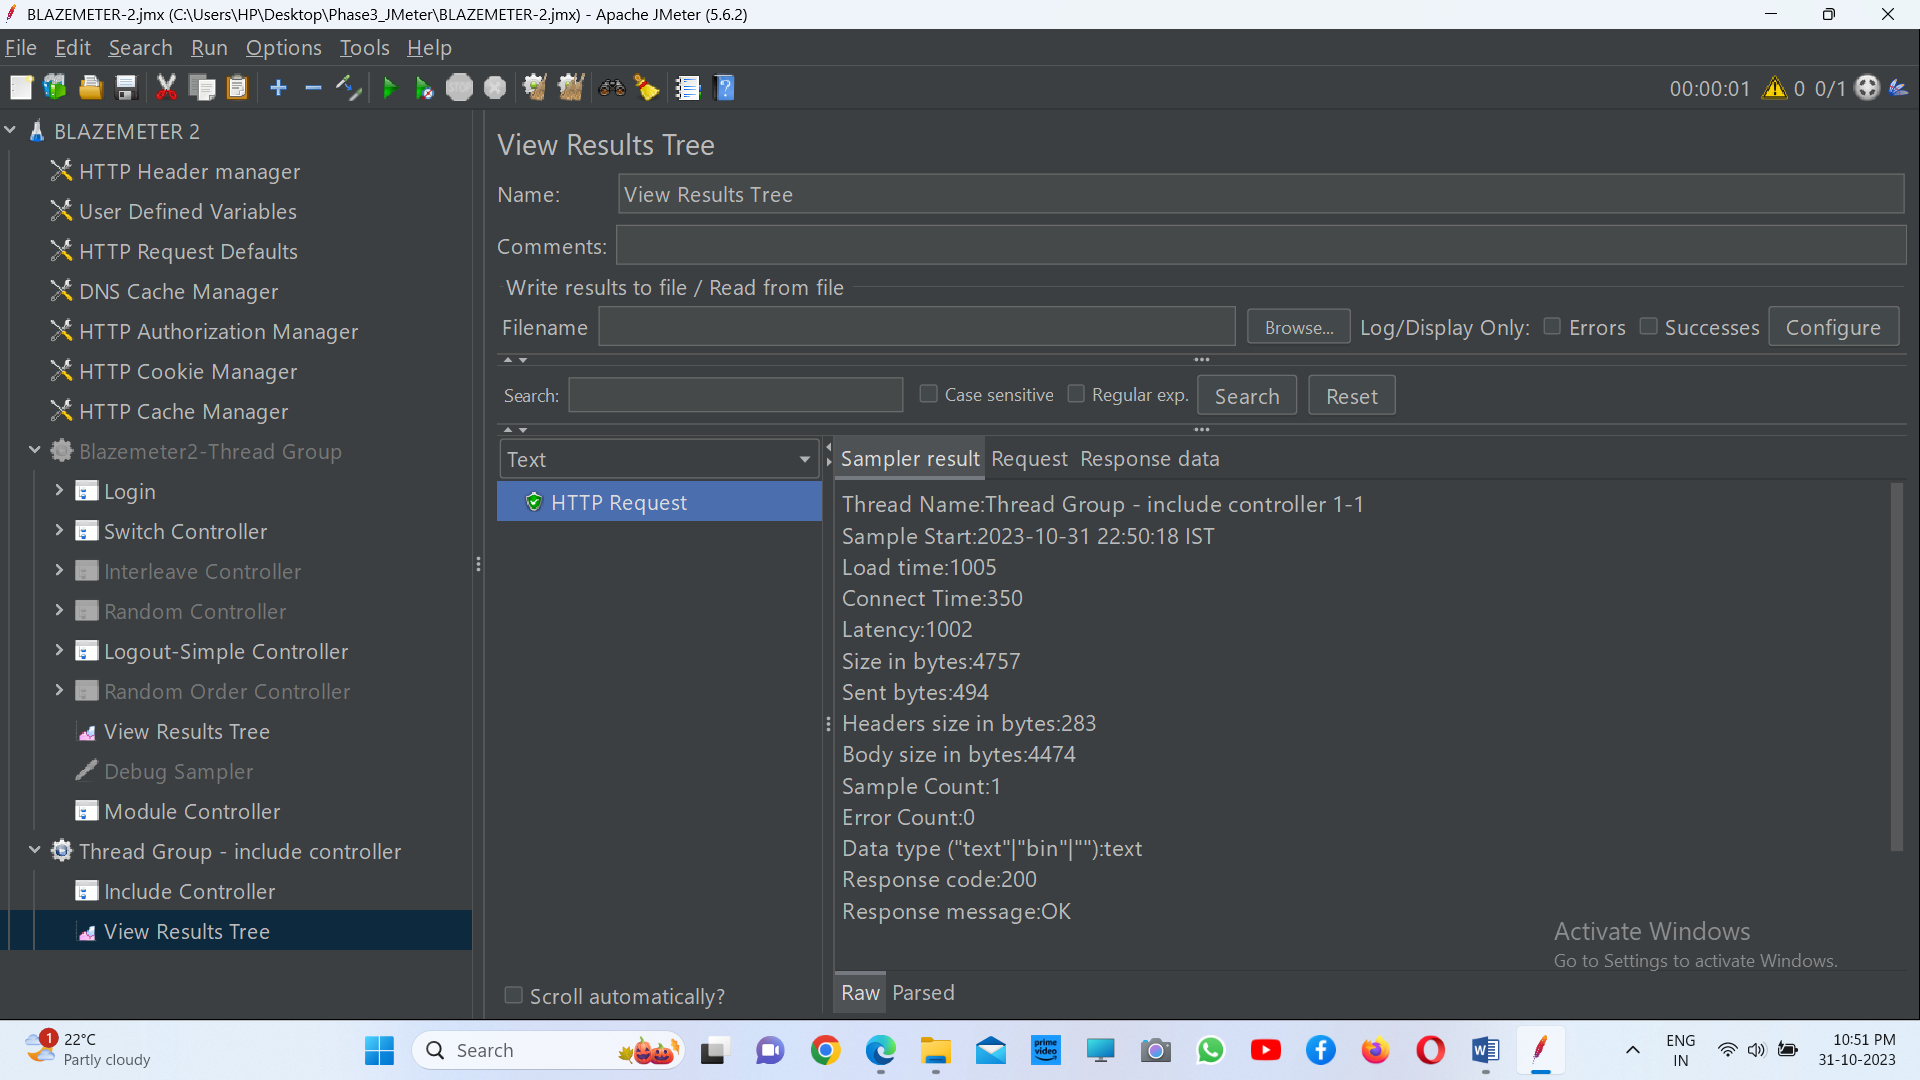 BLAZEMETER-2.jmx (C:\Users\HP\Desktop\Phase3_JMeter\BLAZEMETER-2.jmx) - Apache JMeter (5.6.2)
File Edit Search Run Options Tools Help
STOP
00:00:01 0 0/1
BLAZEMETER 2
HTTP Header manager
User Defined Variables
HTTP Request Defaults
DNS Cache Manager
HTTP Authorization Manager
HTTP Cookie Manager
HTTP Cache Manager
Blazemeter2-Thread Group
Login
Switch Controller
Interleave Controller
Random Controller
Logout-Simple Controller
Random Order Controller
View Results Tree
Debug Sampler
Module Controller
Thread Group - include controller
Include Controller
View Results Tree
View Results Tree
Name: View Results Tree
Comments:
Write results to file / Read from file
Filename Browse... Log/Display Only: Errors Successes Configure
Search: Case sensitive Regular exp. Search Reset
Text
HTTP Request
Scroll automatically?
Sampler result Request Response data
Thread Name:Thread Group - include controller 1-1
Sample Start:2023-10-31 22:50:18 IST
Load time:1005
Connect Time:350
Latency:1002
Size in bytes:4757
Sent bytes:494
Headers size in bytes:283
Body size in bytes:4474
Sample Count:1
Error Count:0
Data type ("text"|"bin"|""):text
Response code:200
Response message:OK
Raw Parsed
Activate Windows
Go to Settings to activate Windows.
1
22°C
Partly cloudy
Search
prime video
ENG
IN
10:51 PM
31-10-2023